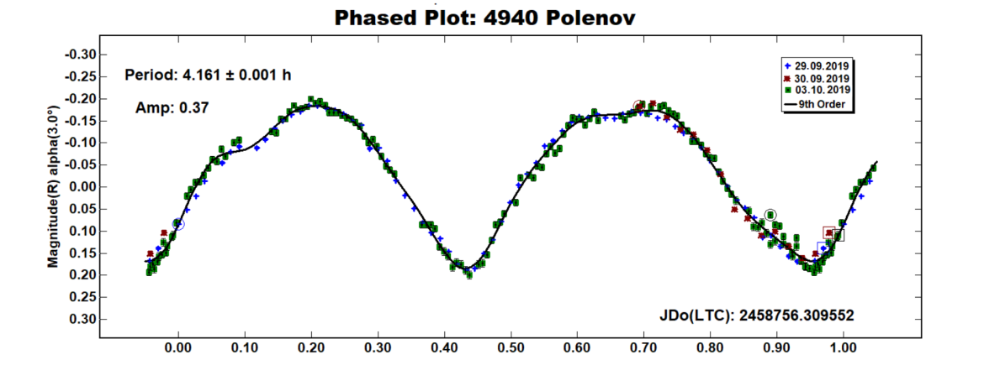 Phased Plot: 4940 Polenov
Magnitude(R) alpha(3.0°)
-0.30
-0.25
-0.20
-0.15
-0.10
-0.05
0.00
0.05
0.10
0.15
0.20
0.25
0.30
Period: 4.161 ± 0.001 h
Amp: 0.37
29.09.2019
30.09.2019
03.10.2019
9th Order
JDo(LTC): 2458756.309552
0.00 0.10 0.20 0.30 0.40 0.50 0.60 0.70 0.80 0.90 1.00